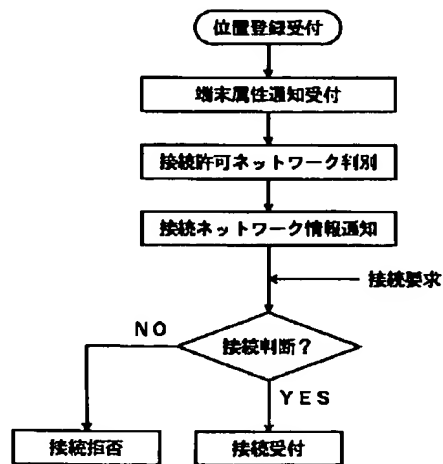 位置登録受付
端末属性通知受付
接続許可ネットワーク判別
接続ネットワーク情報通知
接続要求
接続判断？
NO
YES
接続拒否
接続受付